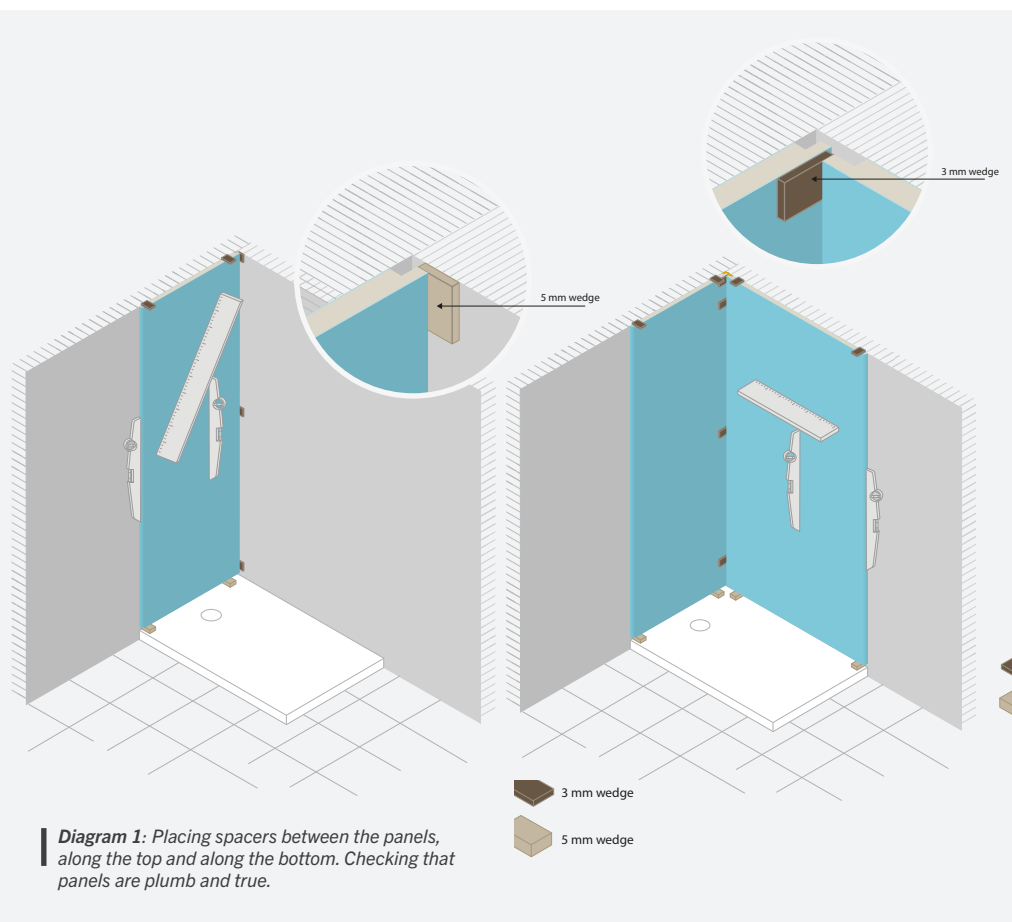 3 mm wedge
5 mm wedge
3 mm wedge
5 mm wedge
Diagram 1: Placing spacers between the panels,
along the top and along the bottom. Checking that
panels are plumb and true.